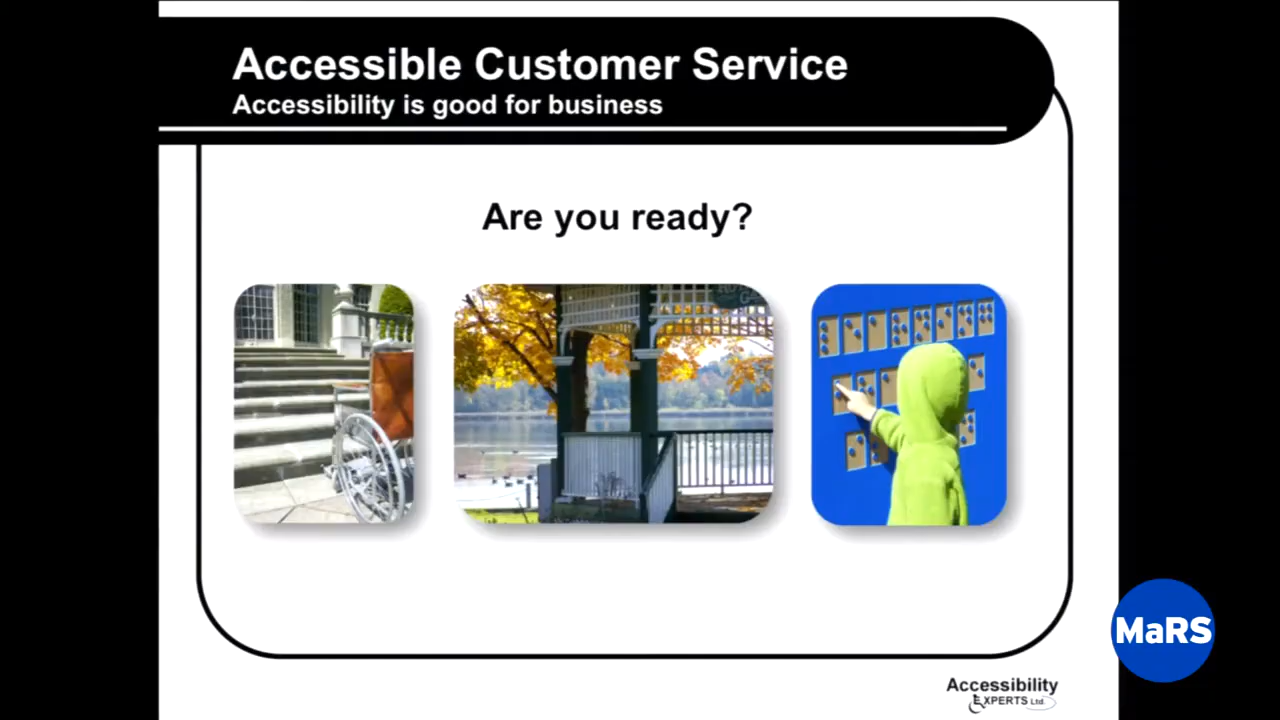 Accessible Customer Service
Accessibility is good for business
Are you ready?
MaRS
Accessibility
EXPERTS Ltd.